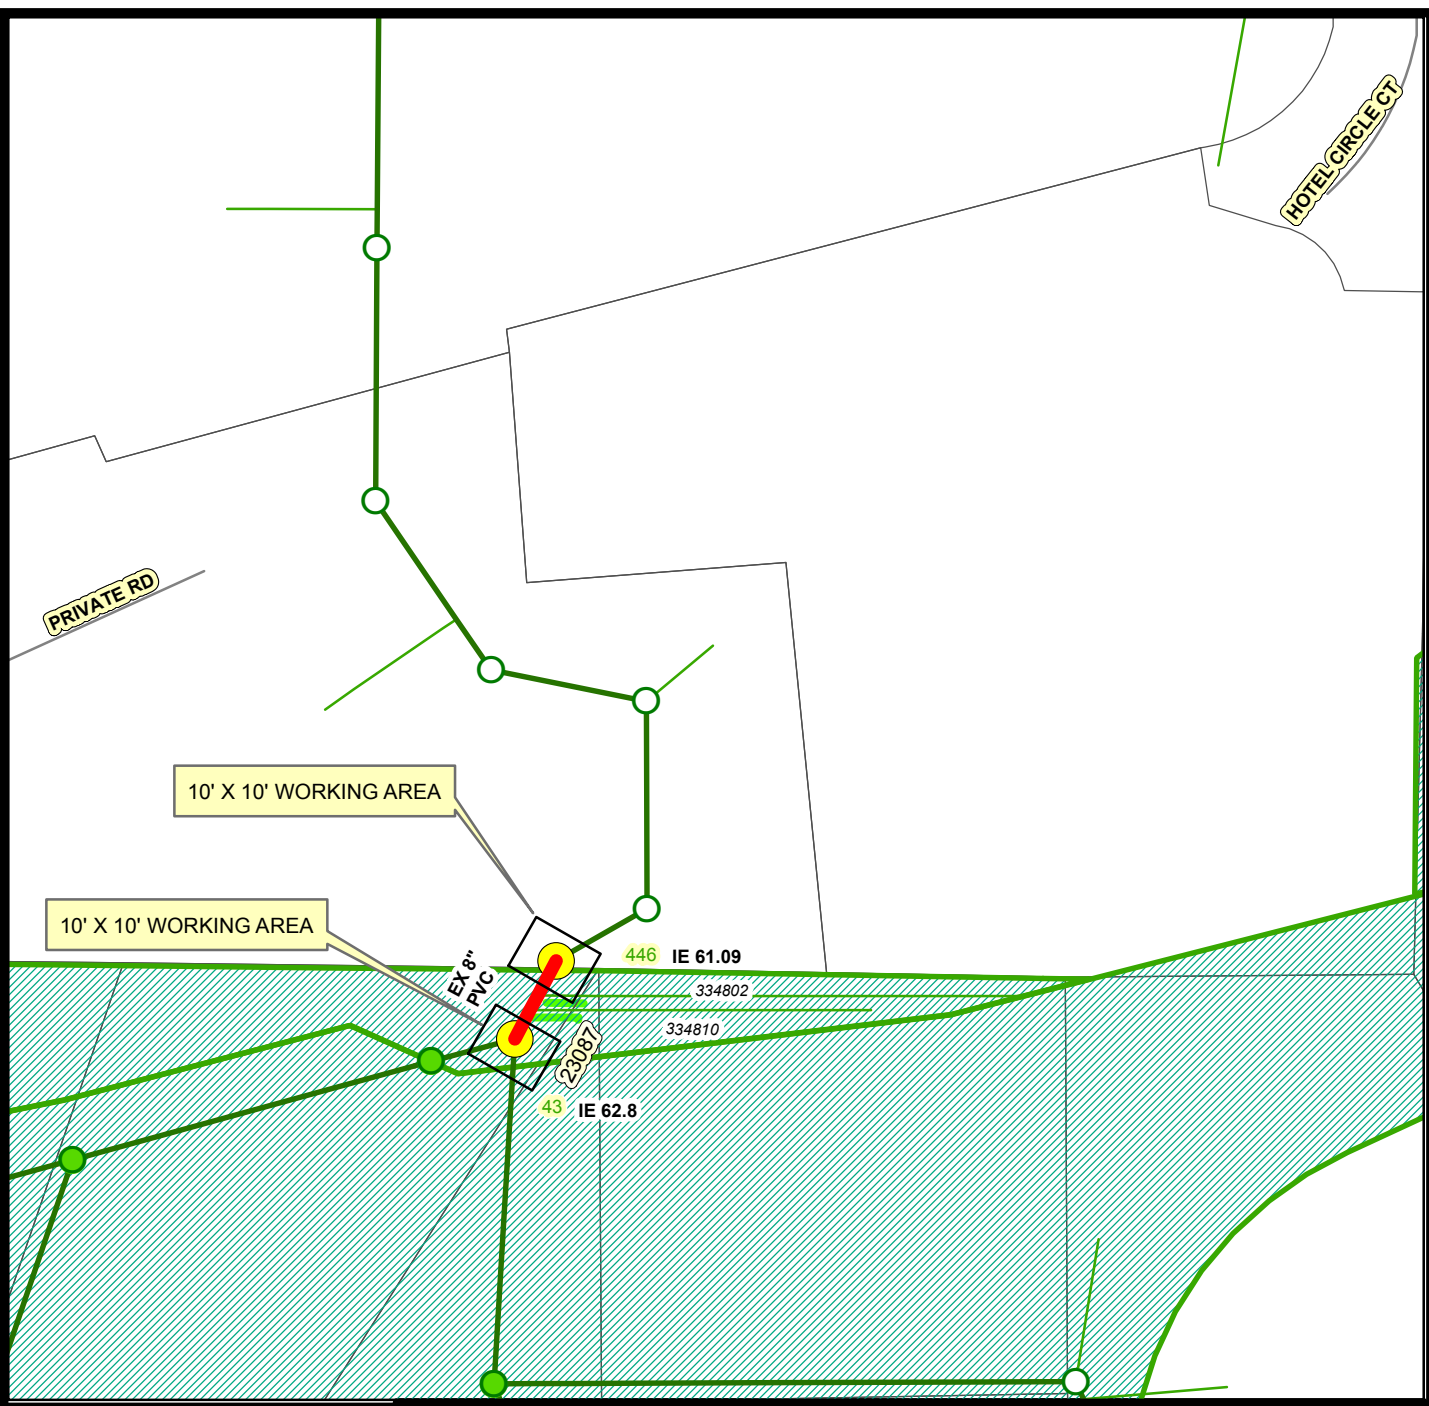 HOTEL CIRCLE CT
PRIVATE RD
10' X 10' WORKING AREA
10' X 10' WORKING AREA
EX 8"
PVC
446 IE 61.09
334802
334810
23087
43 IE 62.8